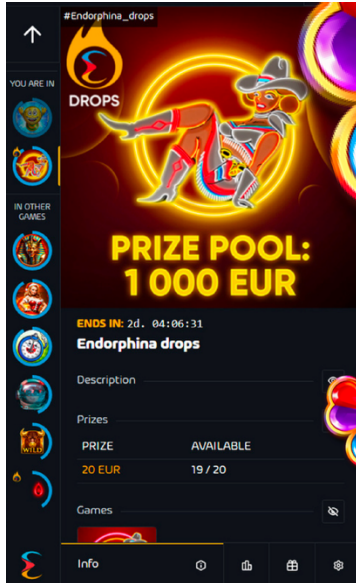 #Endorphina_drops
DROPS
YOU ARE IN
IN OTHER
GAMES
WILD
PRIZE POOL:
1 000 EUR
ENDS IN: 2d. 04:06:31
Endorphina drops
Description
Prizes
PRIZE AVAILABLE
20 EUR 19 / 20
Games
Info